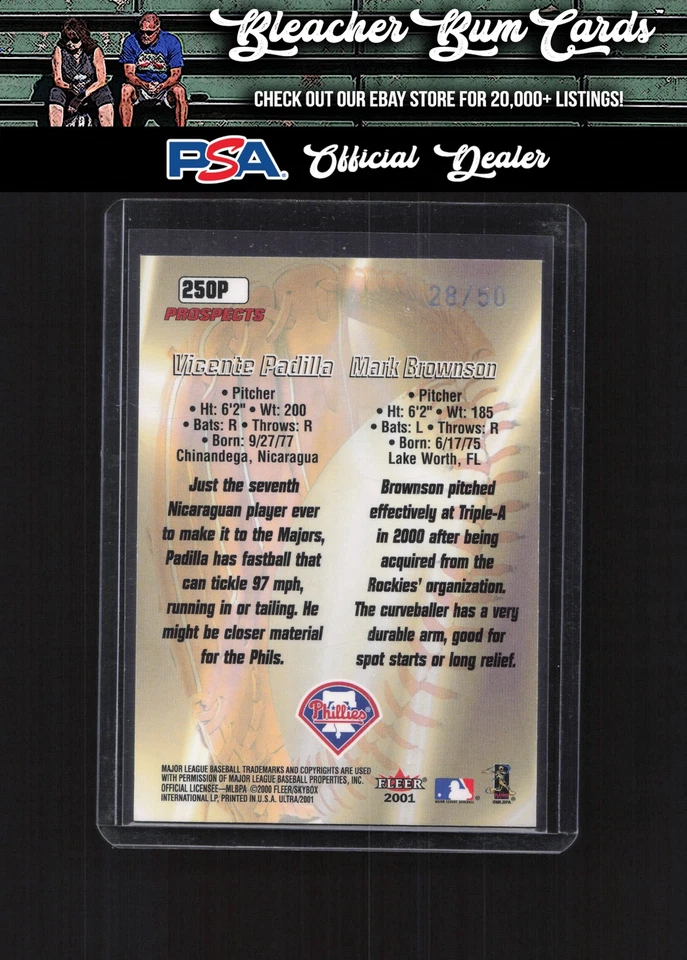 Bleacher Bum Cards
CHECK OUT OUR EBAY STORE FOR 20,000+ LISTINGS!
PSA Official Dealer
250P
28/50
PROSPECTS
Vicente Padilla
• Pitcher
• Ht: 6'2" • Wt: 200
• Bats: R • Throws: R
• Born: 9/27/77
Chinandega, Nicaragua
Just the seventh
Nicaraguan player ever
to make it to the Majors,
Padilla has fastball that
can tickle 97 mph,
running in or tailing. He
might be closer material
for the Phils.
Mark Brownson
• Pitcher
• Ht: 6'2" • Wt: 185
• Bats: L • Throws: R
• Born: 6/17/75
Lake Worth, FL
Brownson pitched
effectively at Triple-A
in 2000 after being
acquired from the
Rockies' organization.
The curveballer has a very
durable arm, good for
spot starts or long relief.
Phillies
MAJOR LEAGUE BASEBALL TRADEMARKS AND COPYRIGHTS ARE USED
WITH PERMISSION OF MAJOR LEAGUE BASEBALL PROPERTIES, INC.
OFFICIAL LICENSEE—MLBPA ©2000 FLEER/SKYBOX
INTERNATIONAL LP, PRINTED IN U.S.A. ULTRA/2001
FLEER
2001